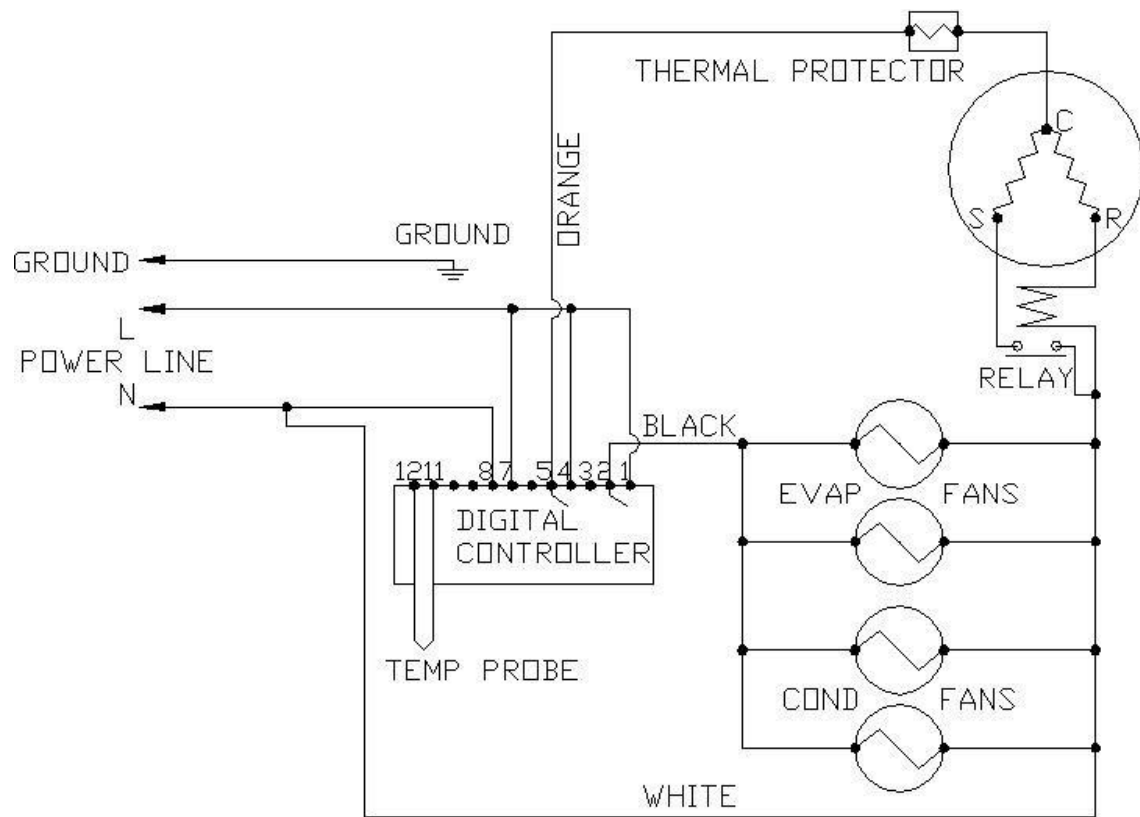 THERMAL PROTECTOR
C
ORANGE
S R
GROUND
GROUND
L
POWER LINE
N
RELAY
BLACK
12 11 8 7 5 4 3 2 1
EVAP FANS
DIGITAL
CONTROLLER
TEMP PROBE
COND FANS
WHITE